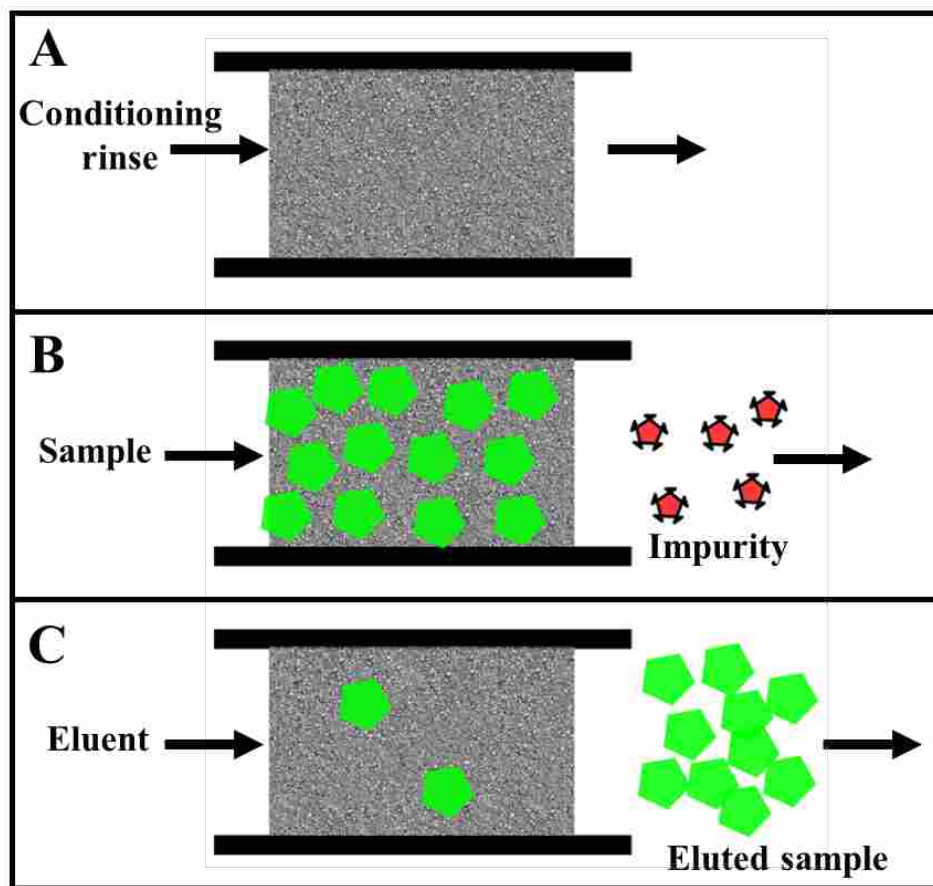 A
Conditioning
rinse
B
Sample
Impurity
C
Eluent
Eluted sample